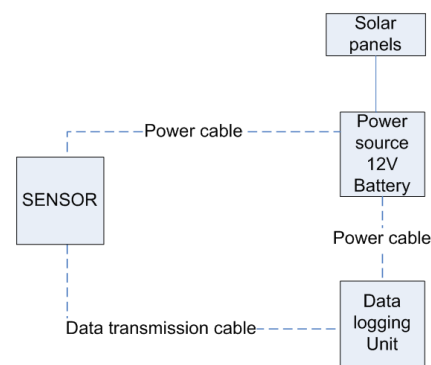 Solar
panels
Power cable
Power
source
12V
Battery
SENSOR
Power cable
Data transmission cable
Data
logging
Unit